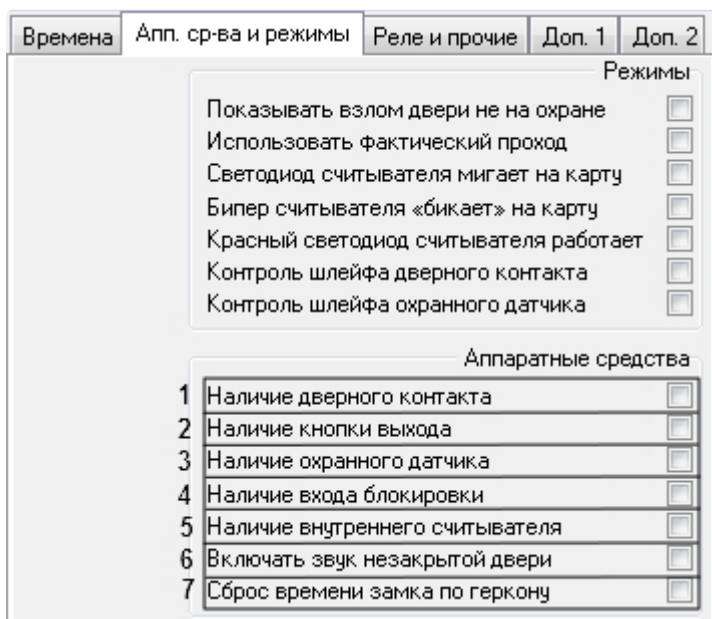 Времена Апп. ср-ва и режимы Реле и прочие Доп. 1 Доп. 2
Режимы
Показывать взлом двери не на охране
Использовать фактический проход
Светодиод считывателя мигает на карту
Бипер считывателя «бикает» на карту
Красный светодиод считывателя работает
Контроль шлейфа дверного контакта
Контроль шлейфа охранного датчика
Аппаратные средства
1 Наличие дверного контакта
2 Наличие кнопки выхода
3 Наличие охранного датчика
4 Наличие входа блокировки
5 Наличие внутреннего считывателя
6 Включать звук незакрытой двери
7 Сброс времени замка по геркону